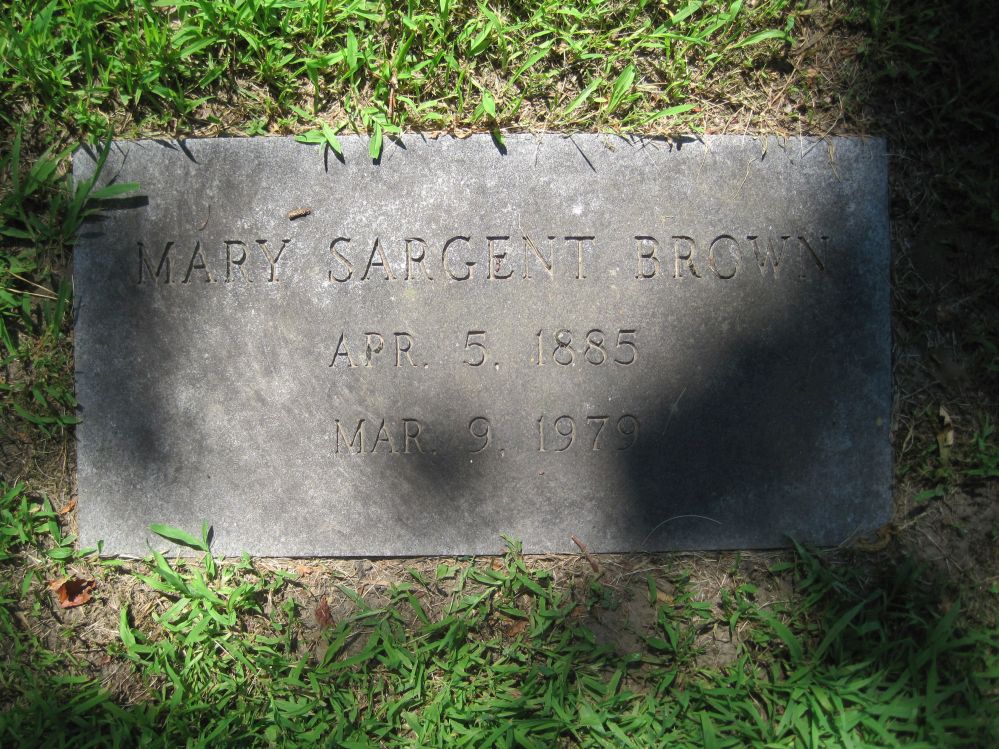 MARY SARGENT BROWN
APR. 5, 1885
MAR. 9, 1979